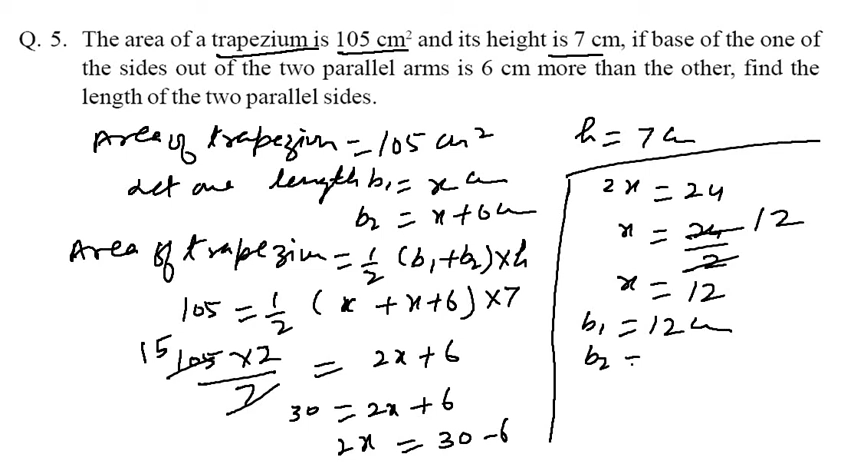 Q. 5. The area of a trapezium is 105 cm² and its height is 7 cm, if base of the one of
the sides out of the two parallel arms is 6 cm more than the other, find the
length of the two parallel sides.
Area of trapezium = 105 cm²
h = 7 cm
Let one length b₁ = x cm
b₂ = x + 6 cm
Area of trapezium = 1/2 (b₁+b₂)×h
105 = 1/2 (x + x+6) ×7
15 105×2/7 = 2x + 6
30 = 2x + 6
2x = 30-6
2x = 24
x = 24/2 12
x = 12
b₁ = 12 cm
b₂ =